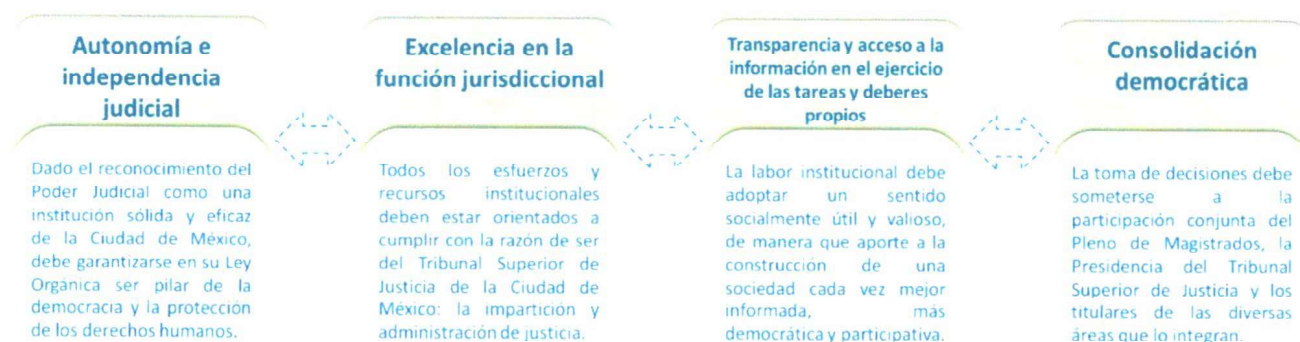 Autonomía e
independencia
judicial
Dado el reconocimiento del
Poder Judicial como una
institución sólida y eficaz
de la Ciudad de México,
debe garantizarse en su Ley
Orgánica ser pilar de la
democracia y la protección
de los derechos humanos.
Excelencia en la
función jurisdiccional
Todos los esfuerzos y
recursos institucionales
deben estar orientados a
cumplir con la razón de ser
del Tribunal Superior de
Justicia de la Ciudad de
México: la impartición y
administración de justicia.
Transparencia y acceso a la
información en el ejercicio
de las tareas y deberes
propios
La labor institucional debe
adoptar un sentido
socialmente útil y valioso,
de manera que aporte a la
construcción de una
sociedad cada vez mejor
informada, más
democrática y participativa.
Consolidación
democrática
La toma de decisiones debe
someterse a la
participación conjunta del
Pleno de Magistrados, la
Presidencia del Tribunal
Superior de Justicia y los
titulares de las diversas
áreas que lo integran.